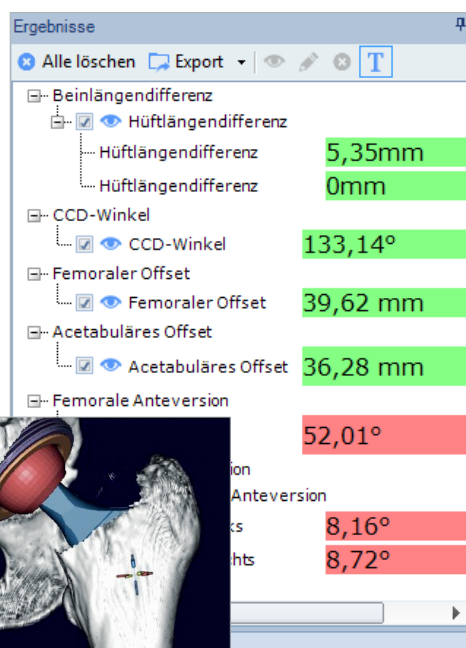 Ergebnisse
Alle löschen Export T
Beinlängendifferenz
Hüftlängendifferenz
Hüftlängendifferenz 5,35mm
Hüftlängendifferenz 0mm
CCD-Winkel
CCD-Winkel 133,14°
Femoraler Offset
Femoraler Offset 39,62 mm
Acetabuläres Offset
Acetabuläres Offset 36,28 mm
Femorale Anteversion
52,01°
ion
Anteversion
ks 8,16°
hts 8,72°